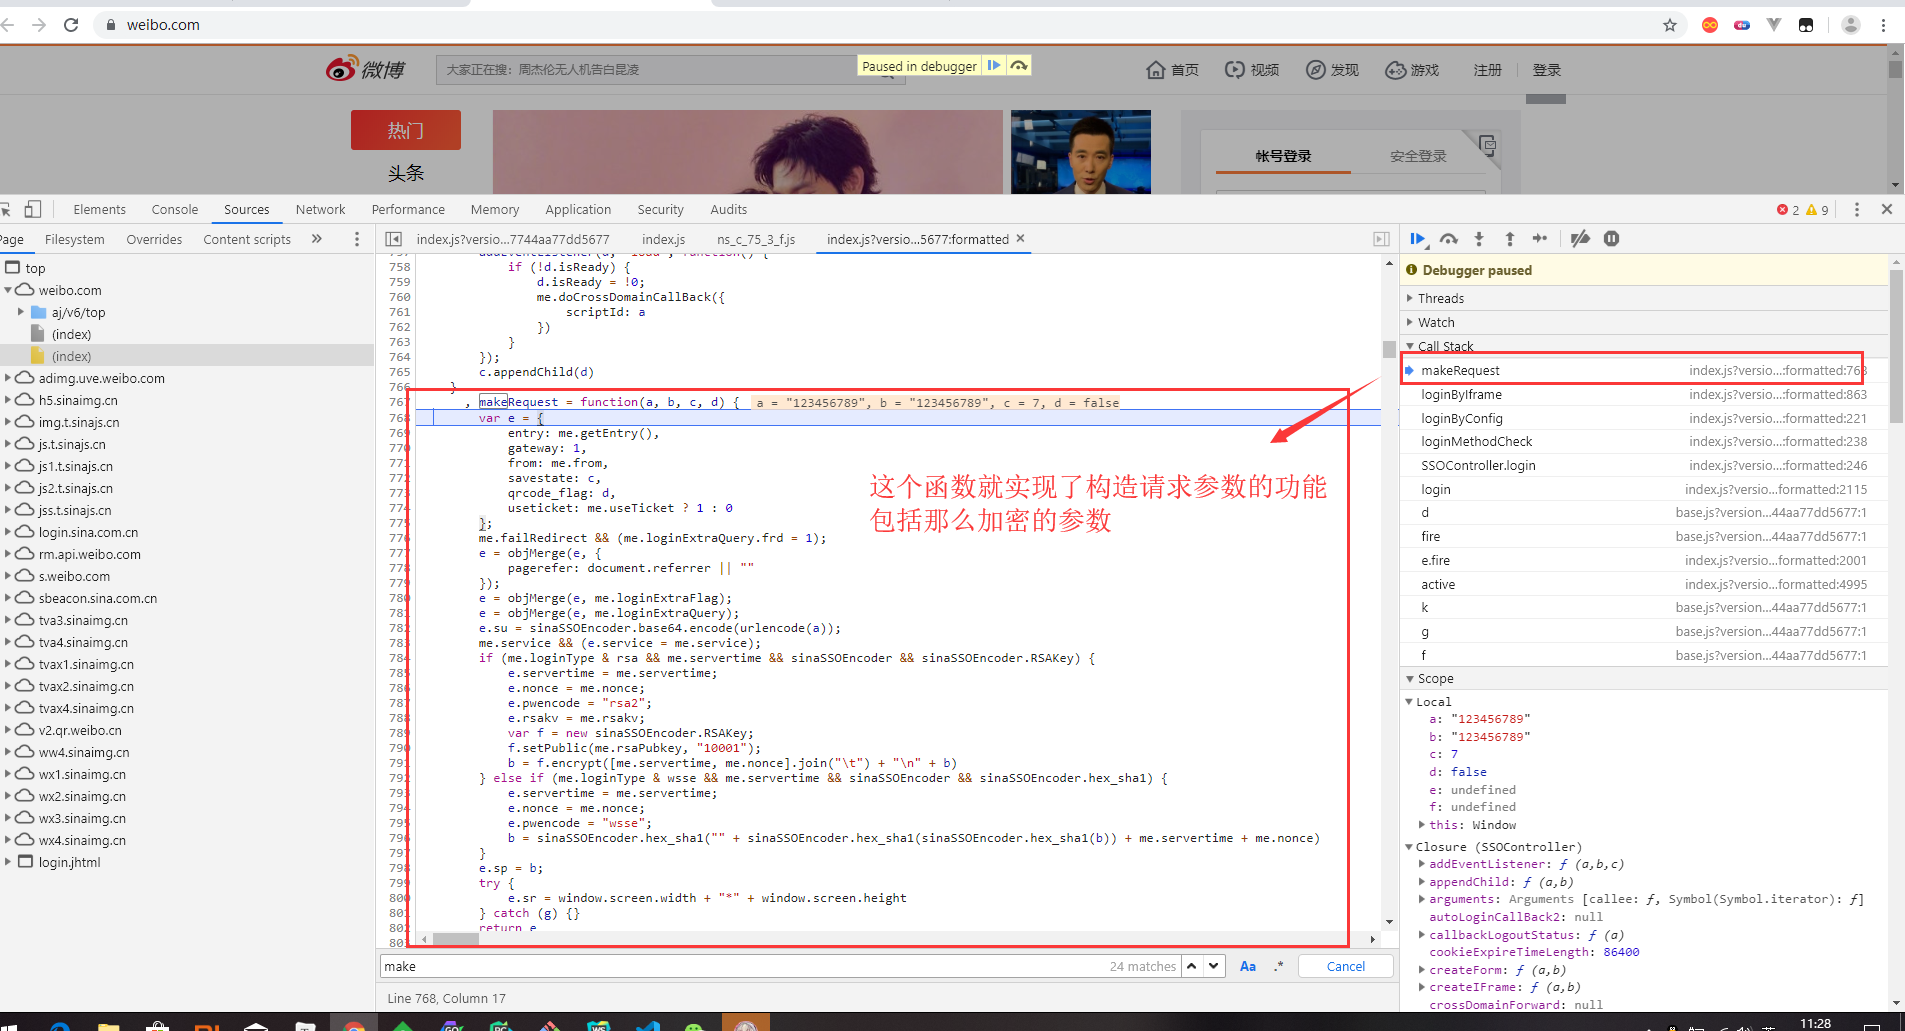 weibo.com
微博
大家正在搜：周杰伦无人机告白昆凌
Paused in debugger
首页
视频
发现
游戏
注册
登录
热门
头条
帐号登录
安全登录
Elements
Console
Sources
Network
Performance
Memory
Application
Security
Audits
2
9
Page
Filesystem
Overrides
Content scripts
»
index.js?versio...7744aa77dd5677
index.js
ns_c_75_3_f.js
index.js?versio...5677:formatted ×
top
weibo.com
aj/v6/top
(index)
(index)
adimg.uve.weibo.com
h5.sinaimg.cn
img.t.sinajs.cn
js.t.sinajs.cn
js1.t.sinajs.cn
js2.t.sinajs.cn
jss.t.sinajs.cn
login.sina.com.cn
rm.api.weibo.com
s.weibo.com
sbeacon.sina.com.cn
tva3.sinaimg.cn
tva4.sinaimg.cn
tvax1.sinaimg.cn
tvax2.sinaimg.cn
tvax4.sinaimg.cn
v2.qr.weibo.cn
ww4.sinaimg.cn
wx1.sinaimg.cn
wx2.sinaimg.cn
wx3.sinaimg.cn
wx4.sinaimg.cn
login.jhtml
758 if (!d.isReady) {
759 d.isReady = !0;
760 me.doCrossDomainCallBack({
761 scriptId: a
762 })
763 }
764 });
765 c.appendChild(d)
766 }
767 , makeRequest = function(a, b, c, d) { a = "123456789", b = "123456789", c = 7, d = false
768 var e = {
769 entry: me.getEntry(),
770 gateway: 1,
771 from: me.from,
772 savestate: c,
773 qrcode_flag: d,
774 useticket: me.useTicket ? 1 : 0
775 };
776 me.failRedirect && (me.loginExtraQuery.frd = 1);
777 e = objMerge(e, {
778 pagerefer: document.referrer || ""
779 });
780 e = objMerge(e, me.loginExtraFlag);
781 e = objMerge(e, me.loginExtraQuery);
782 e.su = sinaSSOEncoder.base64.encode(urlencode(a));
783 me.service && (e.service = me.service);
784 if (me.loginType & rsa && me.servertime && sinaSSOEncoder && sinaSSOEncoder.RSAKey) {
785 e.servertime = me.servertime;
786 e.nonce = me.nonce;
787 e.pwencode = "rsa2";
788 e.rsakv = me.rsakv;
789 var f = new sinaSSOEncoder.RSAKey;
790 f.setPublic(me.rsaPubkey, "10001");
791 b = f.encrypt([me.servertime, me.nonce].join("\t") + "\n" + b)
792 } else if (me.loginType & wsse && me.servertime && sinaSSOEncoder && sinaSSOEncoder.hex_sha1) {
793 e.servertime = me.servertime;
794 e.nonce = me.nonce;
795 e.pwencode = "wsse";
796 b = sinaSSOEncoder.hex_sha1("" + sinaSSOEncoder.hex_sha1(sinaSSOEncoder.hex_sha1(b)) + me.servertime + me.nonce)
797 }
798 e.sp = b;
799 try {
800 e.sr = window.screen.width + "*" + window.screen.height
801 } catch (g) {}
802 return e
这个函数就实现了构造请求参数的功能
包括那么加密的参数
make
24 matches
Aa
.*
Cancel
Line 768, Column 17
Debugger paused
Threads
Watch
Call Stack
makeRequest index.js?versio...:formatted:768
loginByIframe index.js?versio...:formatted:863
loginByConfig index.js?versio...:formatted:221
loginMethodCheck index.js?versio...:formatted:238
SSOController.login index.js?versio...:formatted:246
login index.js?versio...formatted:2115
d base.js?version...44aa77dd5677:1
fire base.js?version...44aa77dd5677:1
e.fire index.js?versio...formatted:2001
active index.js?versio...formatted:4995
k base.js?version...44aa77dd5677:1
g base.js?version...44aa77dd5677:1
f base.js?version...44aa77dd5677:1
Scope
Local
a: "123456789"
b: "123456789"
c: 7
d: false
e: undefined
f: undefined
this: Window
Closure (SSOController)
addEventListener: ƒ (a,b,c)
appendChild: ƒ (a,b)
arguments: Arguments [callee: ƒ, Symbol(Symbol.iterator): ƒ]
autoLoginCallBack2: null
callbackLogoutStatus: ƒ (a)
cookieExpireTimeLength: 86400
createForm: ƒ (a,b)
createIFrame: ƒ (a,b)
crossDomainForward: null
11:28